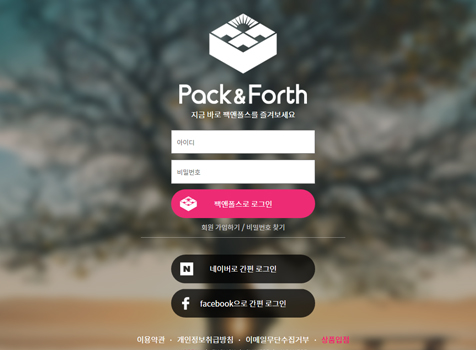 Pack&Forth
지금 바로 팩앤폴스를 즐겨보세요
아이디
비밀번호
팩앤폴스로 로그인
회원 가입하기 / 비밀번호 찾기
N 네이버로 간편 로그인
f facebook으로 간편 로그인
이용약관 · 개인정보취급방침 · 이메일무단수집거부 · 상품입점